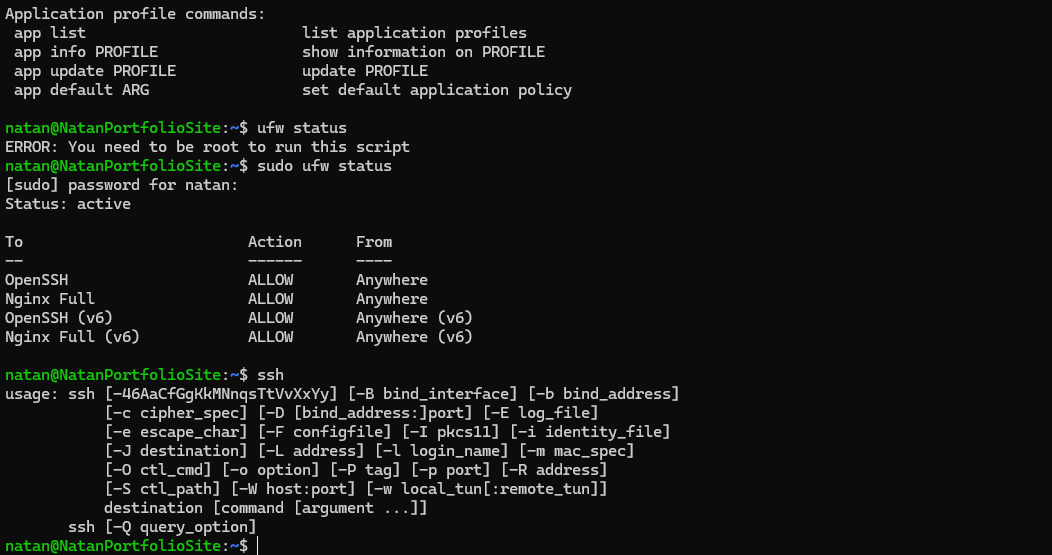 Application profile commands:
 app list                        list application profiles
 app info PROFILE                show information on PROFILE
 app update PROFILE              update PROFILE
 app default ARG                 set default application policy

natan@NatanPortfolioSite:~$ ufw status
ERROR: You need to be root to run this script
natan@NatanPortfolioSite:~$ sudo ufw status
[sudo] password for natan:
Status: active

To                         Action      From
--                         ------      ----
OpenSSH                    ALLOW       Anywhere
Nginx Full                 ALLOW       Anywhere
OpenSSH (v6)               ALLOW       Anywhere (v6)
Nginx Full (v6)            ALLOW       Anywhere (v6)

natan@NatanPortfolioSite:~$ ssh
usage: ssh [-46AaCfGgKkMNnqsTtVvXxYy] [-B bind_interface] [-b bind_address]
           [-c cipher_spec] [-D [bind_address:]port] [-E log_file]
           [-e escape_char] [-F configfile] [-I pkcs11] [-i identity_file]
           [-J destination] [-L address] [-l login_name] [-m mac_spec]
           [-O ctl_cmd] [-o option] [-P tag] [-p port] [-R address]
           [-S ctl_path] [-W host:port] [-w local_tun[:remote_tun]]
           destination [command [argument ...]]
       ssh [-Q query_option]
natan@NatanPortfolioSite:~$